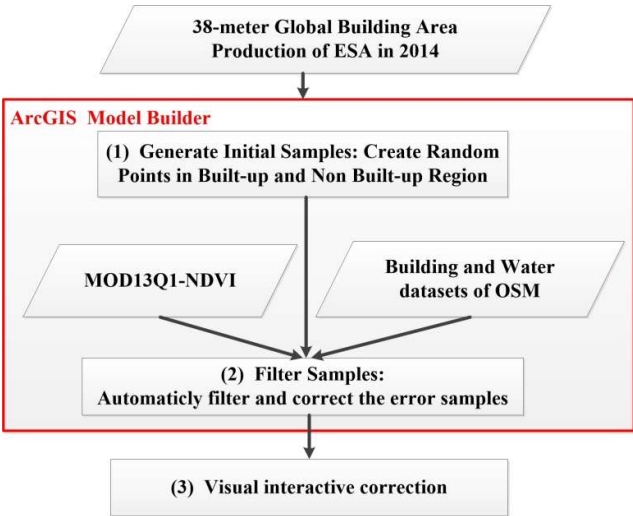 38-meter Global Building Area
Production of ESA in 2014
ArcGIS Model Builder
(1) Generate Initial Samples: Create Random
Points in Built-up and Non Built-up Region
MOD13Q1-NDVI
Building and Water
datasets of OSM
(2) Filter Samples:
Automaticly filter and correct the error samples
(3) Visual interactive correction